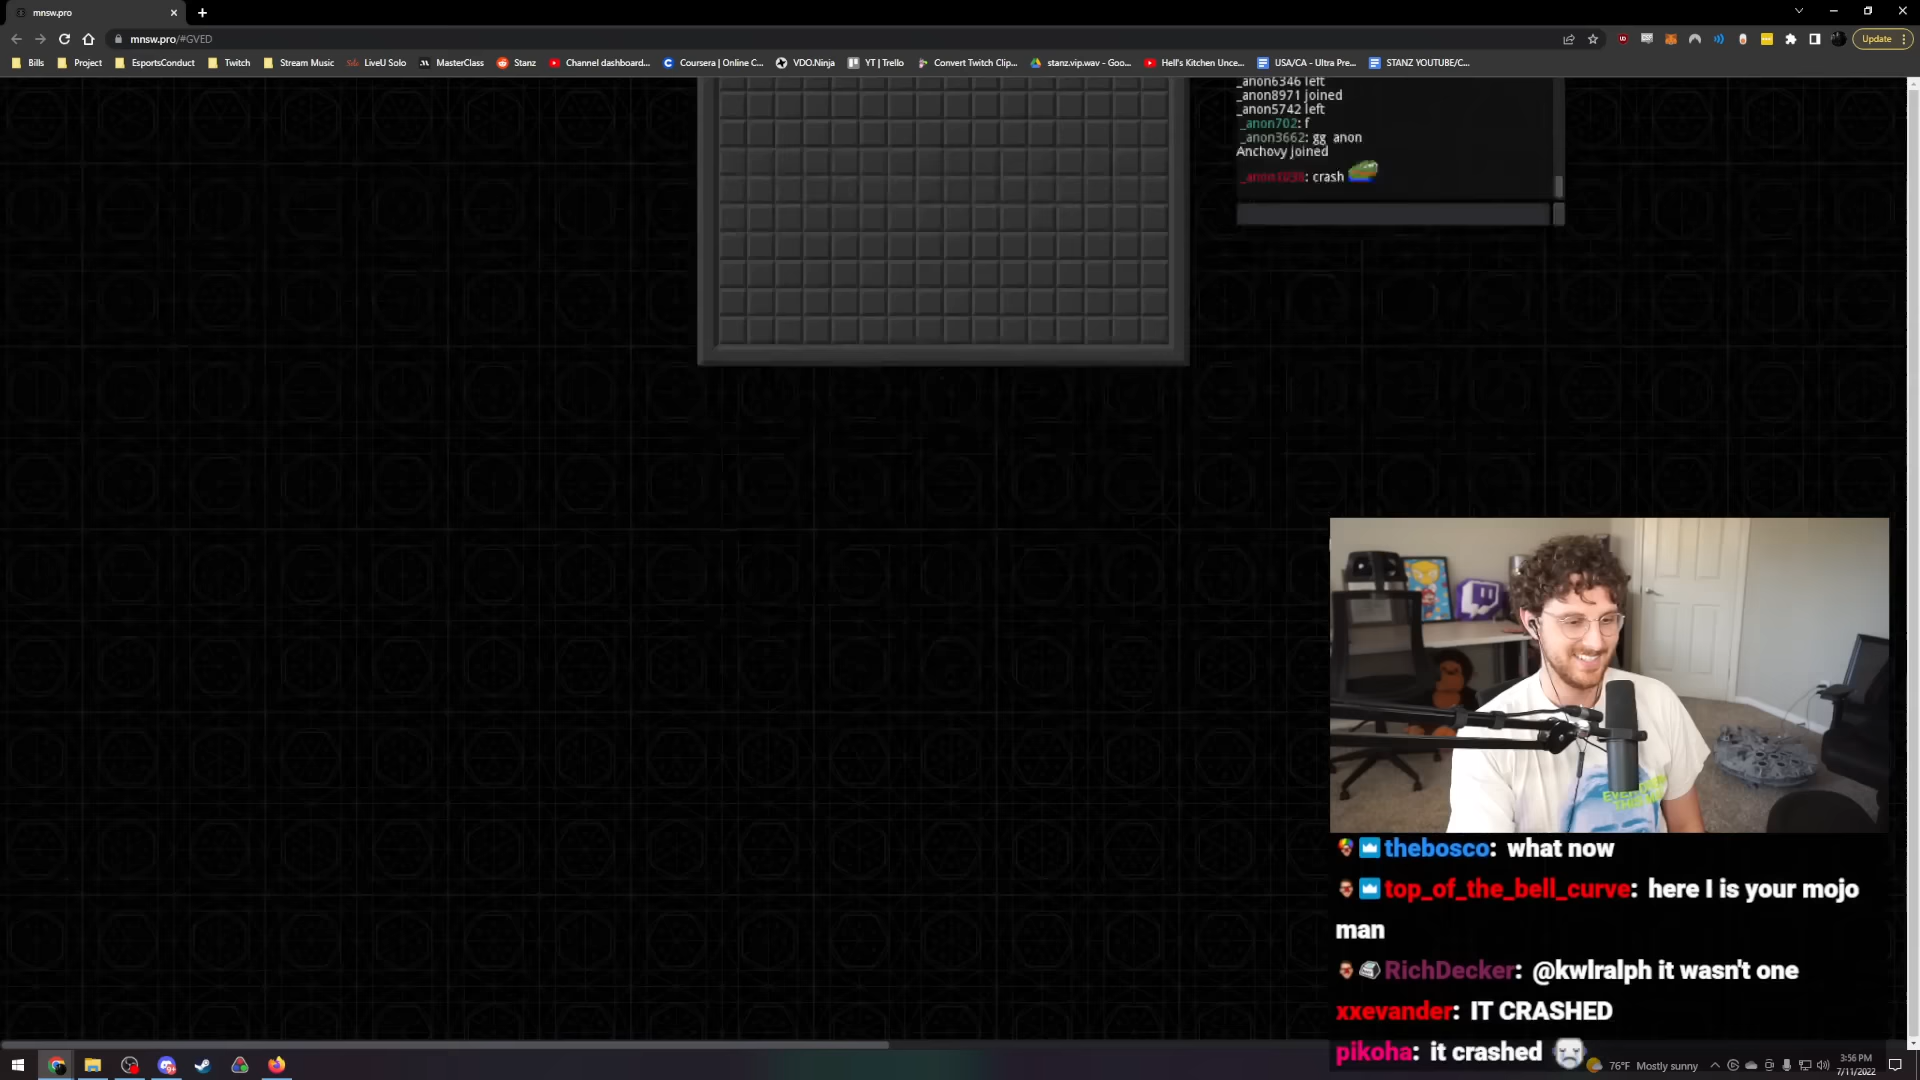 mnsw.pro
mnsw.pro/#GVED
Update
Bills
Project
EsportsConduct
Twitch
Stream Music
LiveU Solo
MasterClass
Stanz
Channel dashboard...
Coursera | Online C...
VDO.Ninja
YT | Trello
Convert Twitch Clip...
stanz.vip.wav - Goo...
Hell's Kitchen Unce...
USA/CA - Ultra Pre...
STANZ YOUTUBE/C...
_anon6346 left
_anon8971 joined
_anon5742 left
_anon702: f
_anon3662: gg anon
Anchovy joined
crash
thebosco: what now
top_of_the_bell_curve: here I is your mojo
man
RichDecker: @kwlralph it wasn't one
xxevander: IT CRASHED
pikoha: it crashed
76°F Mostly sunny
3:56 PM
7/11/2022